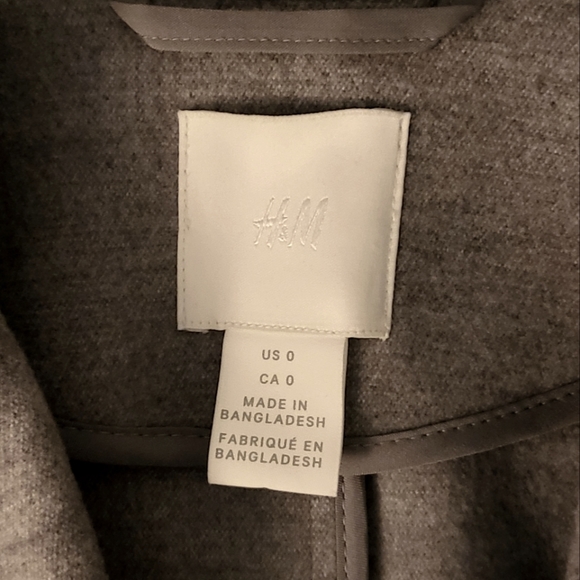 H&M
US 0
CA 0
MADE IN
BANGLADESH
FABRIQUÉ EN
BANGLADESH